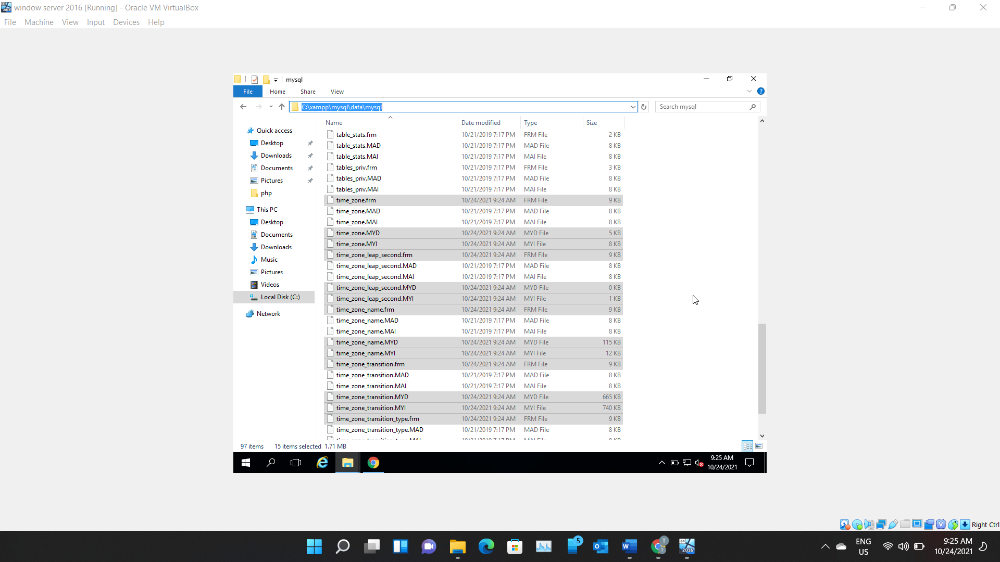 window server 2016 [Running] - Oracle VM VirtualBox
File Machine View Input Devices Help
mysql
File Home Share View
C:\xampp\mysql\data\mysql
Search mysql
Name Date modified Type Size
Quick access
Desktop
Downloads
Documents
Pictures
php
This PC
Desktop
Documents
Downloads
Music
Pictures
Videos
Local Disk (C:)
Network
table_stats.frm 10/21/2019 7:17 PM FRM File 2 KB
table_stats.MAD 10/21/2019 7:17 PM MAD File 8 KB
table_stats.MAI 10/21/2019 7:17 PM MAI File 8 KB
tables_priv.frm 10/21/2019 7:17 PM FRM File 3 KB
tables_priv.MAD 10/21/2019 7:17 PM MAD File 8 KB
tables_priv.MAI 10/21/2019 7:17 PM MAI File 8 KB
time_zone.frm 10/24/2021 9:24 AM FRM File 9 KB
time_zone.MAD 10/21/2019 7:17 PM MAD File 8 KB
time_zone.MAI 10/21/2019 7:17 PM MAI File 8 KB
time_zone.MYD 10/24/2021 9:24 AM MYD File 5 KB
time_zone.MYI 10/24/2021 9:24 AM MYI File 8 KB
time_zone_leap_second.frm 10/24/2021 9:24 AM FRM File 9 KB
time_zone_leap_second.MAD 10/21/2019 7:17 PM MAD File 8 KB
time_zone_leap_second.MAI 10/21/2019 7:17 PM MAI File 8 KB
time_zone_leap_second.MYD 10/24/2021 9:24 AM MYD File 0 KB
time_zone_leap_second.MYI 10/24/2021 9:24 AM MYI File 1 KB
time_zone_name.frm 10/24/2021 9:24 AM FRM File 9 KB
time_zone_name.MAD 10/21/2019 7:17 PM MAD File 8 KB
time_zone_name.MAI 10/21/2019 7:17 PM MAI File 8 KB
time_zone_name.MYD 10/24/2021 9:24 AM MYD File 115 KB
time_zone_name.MYI 10/24/2021 9:24 AM MYI File 12 KB
time_zone_transition.frm 10/24/2021 9:24 AM FRM File 9 KB
time_zone_transition.MAD 10/21/2019 7:17 PM MAD File 8 KB
time_zone_transition.MAI 10/21/2019 7:17 PM MAI File 8 KB
time_zone_transition.MYD 10/24/2021 9:24 AM MYD File 665 KB
time_zone_transition.MYI 10/24/2021 9:24 AM MYI File 740 KB
time_zone_transition_type.frm 10/24/2021 9:24 AM FRM File 9 KB
time_zone_transition_type.MAD 10/21/2019 7:17 PM MAD File 8 KB
time_zone_transition_type.MAI 10/21/2019 7:17 PM MAI File 8 KB
97 items 15 items selected 1.71 MB
9:25 AM
10/24/2021
Right Ctrl
5
64
2016
ENG
US
9:25 AM
10/24/2021